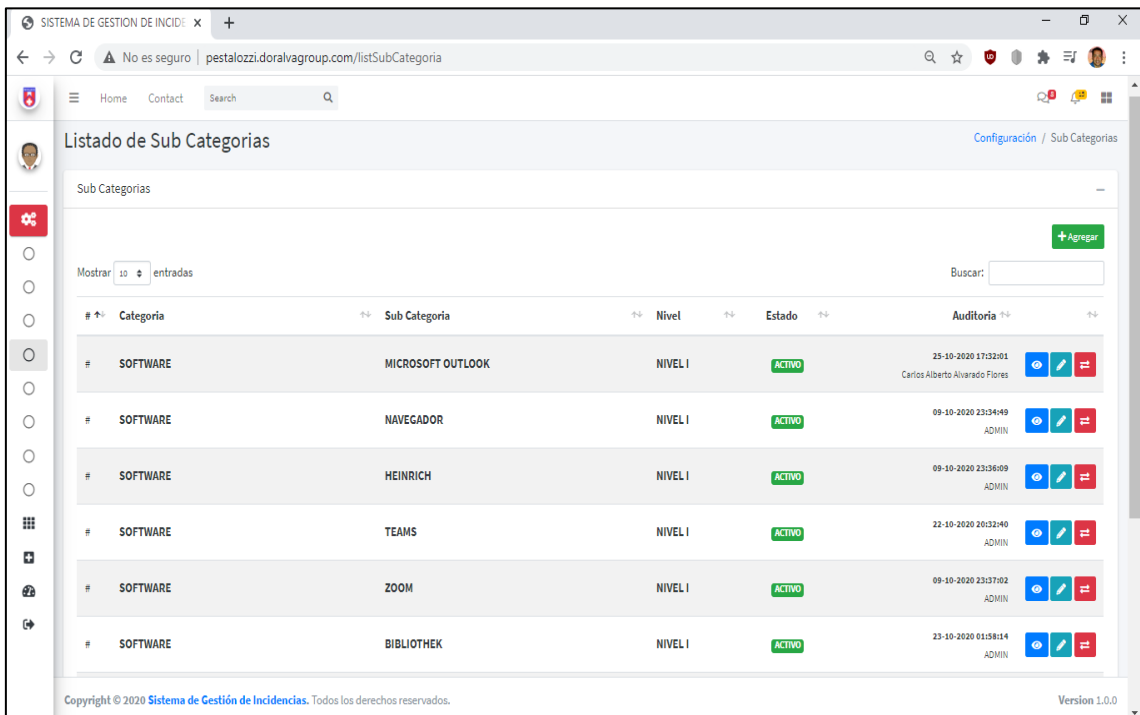 SISTEMA DE GESTION DE INCIDE
No es seguro | pestalozzi.doralvagroup.com/listSubCategoria
Home Contact Search
Listado de Sub Categorias
Configuración / Sub Categorias
Sub Categorias
+ Agregar
Mostrar 10 entradas
Buscar:
# Categoria Sub Categoria Nivel Estado Auditoria
# SOFTWARE MICROSOFT OUTLOOK NIVEL I ACTIVO 25-10-2020 17:32:01
Carlos Alberto Alvarado Flores
# SOFTWARE NAVEGADOR NIVEL I ACTIVO 09-10-2020 23:34:49
ADMIN
# SOFTWARE HEINRICH NIVEL I ACTIVO 09-10-2020 23:36:09
ADMIN
# SOFTWARE TEAMS NIVEL I ACTIVO 22-10-2020 20:32:40
ADMIN
# SOFTWARE ZOOM NIVEL I ACTIVO 09-10-2020 23:37:02
ADMIN
# SOFTWARE BIBLIOTHEK NIVEL I ACTIVO 23-10-2020 01:58:14
ADMIN
Copyright © 2020 Sistema de Gestión de Incidencias. Todos los derechos reservados.
Version 1.0.0